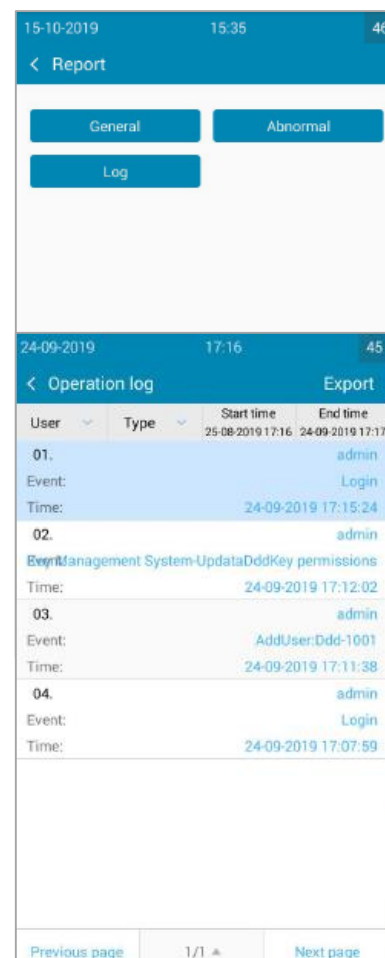 15-10-2019 15:35 46
< Report
General Abnormal
Log
24-09-2019 17:16 45
< Operation log Export
User Type Start time End time
25-08-2019 17:16 24-09-2019 17:17
01. admin
Event: Login
Time: 24-09-2019 17:15:24
02. admin
Management System-UpdataDddKey permissions
Time: 24-09-2019 17:12:02
03. admin
Event: AddUser:Ddd-1001
Time: 24-09-2019 17:11:38
04. admin
Event: Login
Time: 24-09-2019 17:07:59
Previous page 1/1 Next page